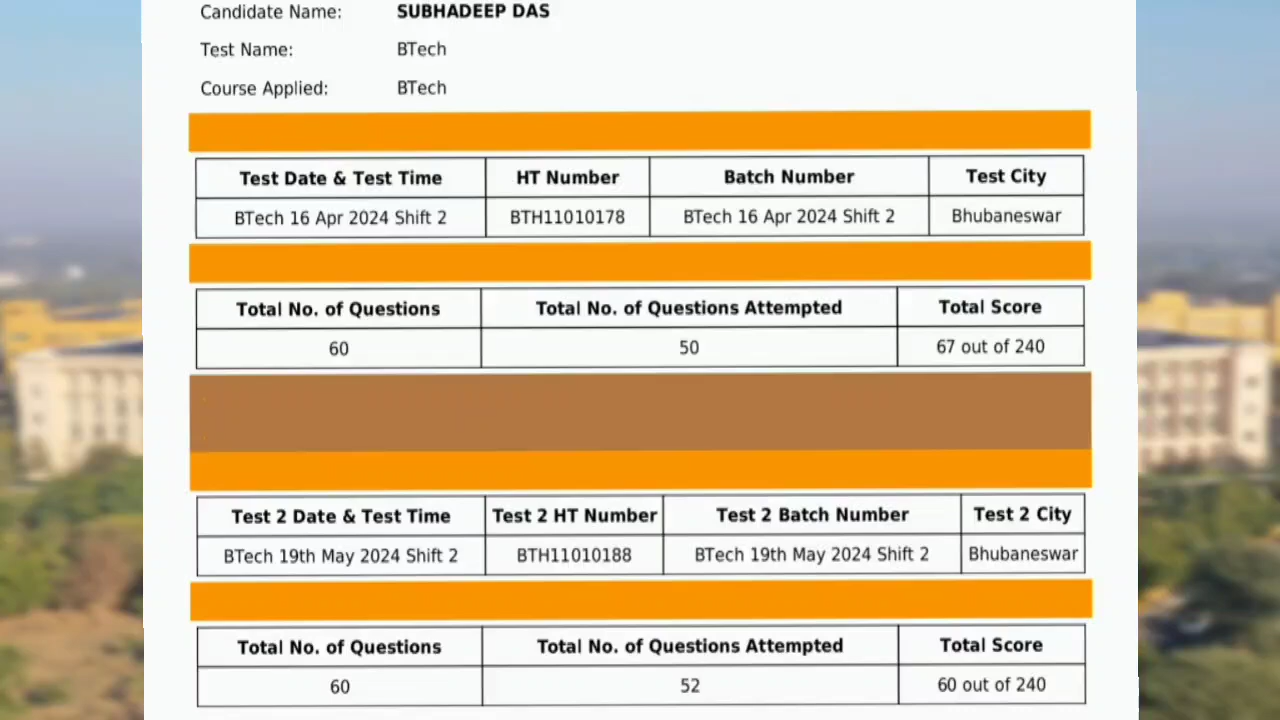 Candidate Name: SUBHADEEP DAS
Test Name: BTech
Course Applied: BTech
Test Date & Test Time HT Number Batch Number Test City
BTech 16 Apr 2024 Shift 2 BTH11010178 BTech 16 Apr 2024 Shift 2 Bhubaneswar
Total No. of Questions Total No. of Questions Attempted Total Score
60 50 67 out of 240
Test 2 Date & Test Time Test 2 HT Number Test 2 Batch Number Test 2 City
BTech 19th May 2024 Shift 2 BTH11010188 BTech 19th May 2024 Shift 2 Bhubaneswar
Total No. of Questions Total No. of Questions Attempted Total Score
60 52 60 out of 240